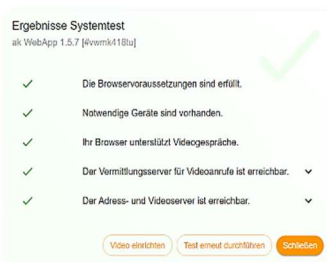 Ergebnisse Systemtest
ak WebApp 1.5.7 [#vwmk418tu]
Die Browservoraussetzungen sind erfüllt.
Notwendige Geräte sind vorhanden.
Ihr Browser unterstützt Videogespräche.
Der Vermittlungsserver für Videoanrufe ist erreichbar.
Der Adress- und Videoserver ist erreichbar.
Video einrichten Test erneut durchführen Schließen